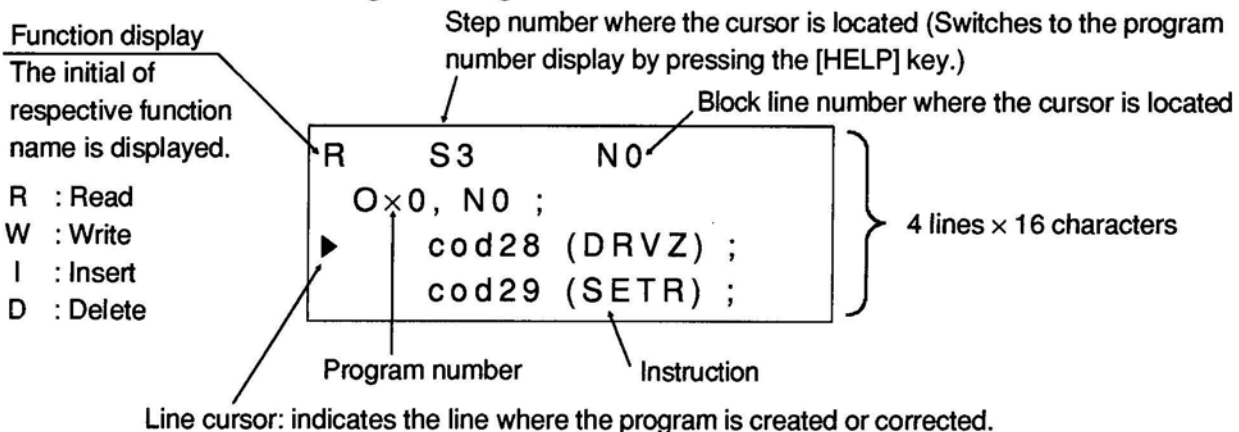 Function display
The initial of
respective function
name is displayed.
R : Read
W : Write
I : Insert
D : Delete
Step number where the cursor is located (Switches to the program
number display by pressing the [HELP] key.)
Block line number where the cursor is located
R S3 N0
O×0, N0 ;
▶ cod28 (DRVZ) ;
cod29 (SETR) ;
4 lines × 16 characters
Program number
Instruction
Line cursor: indicates the line where the program is created or corrected.